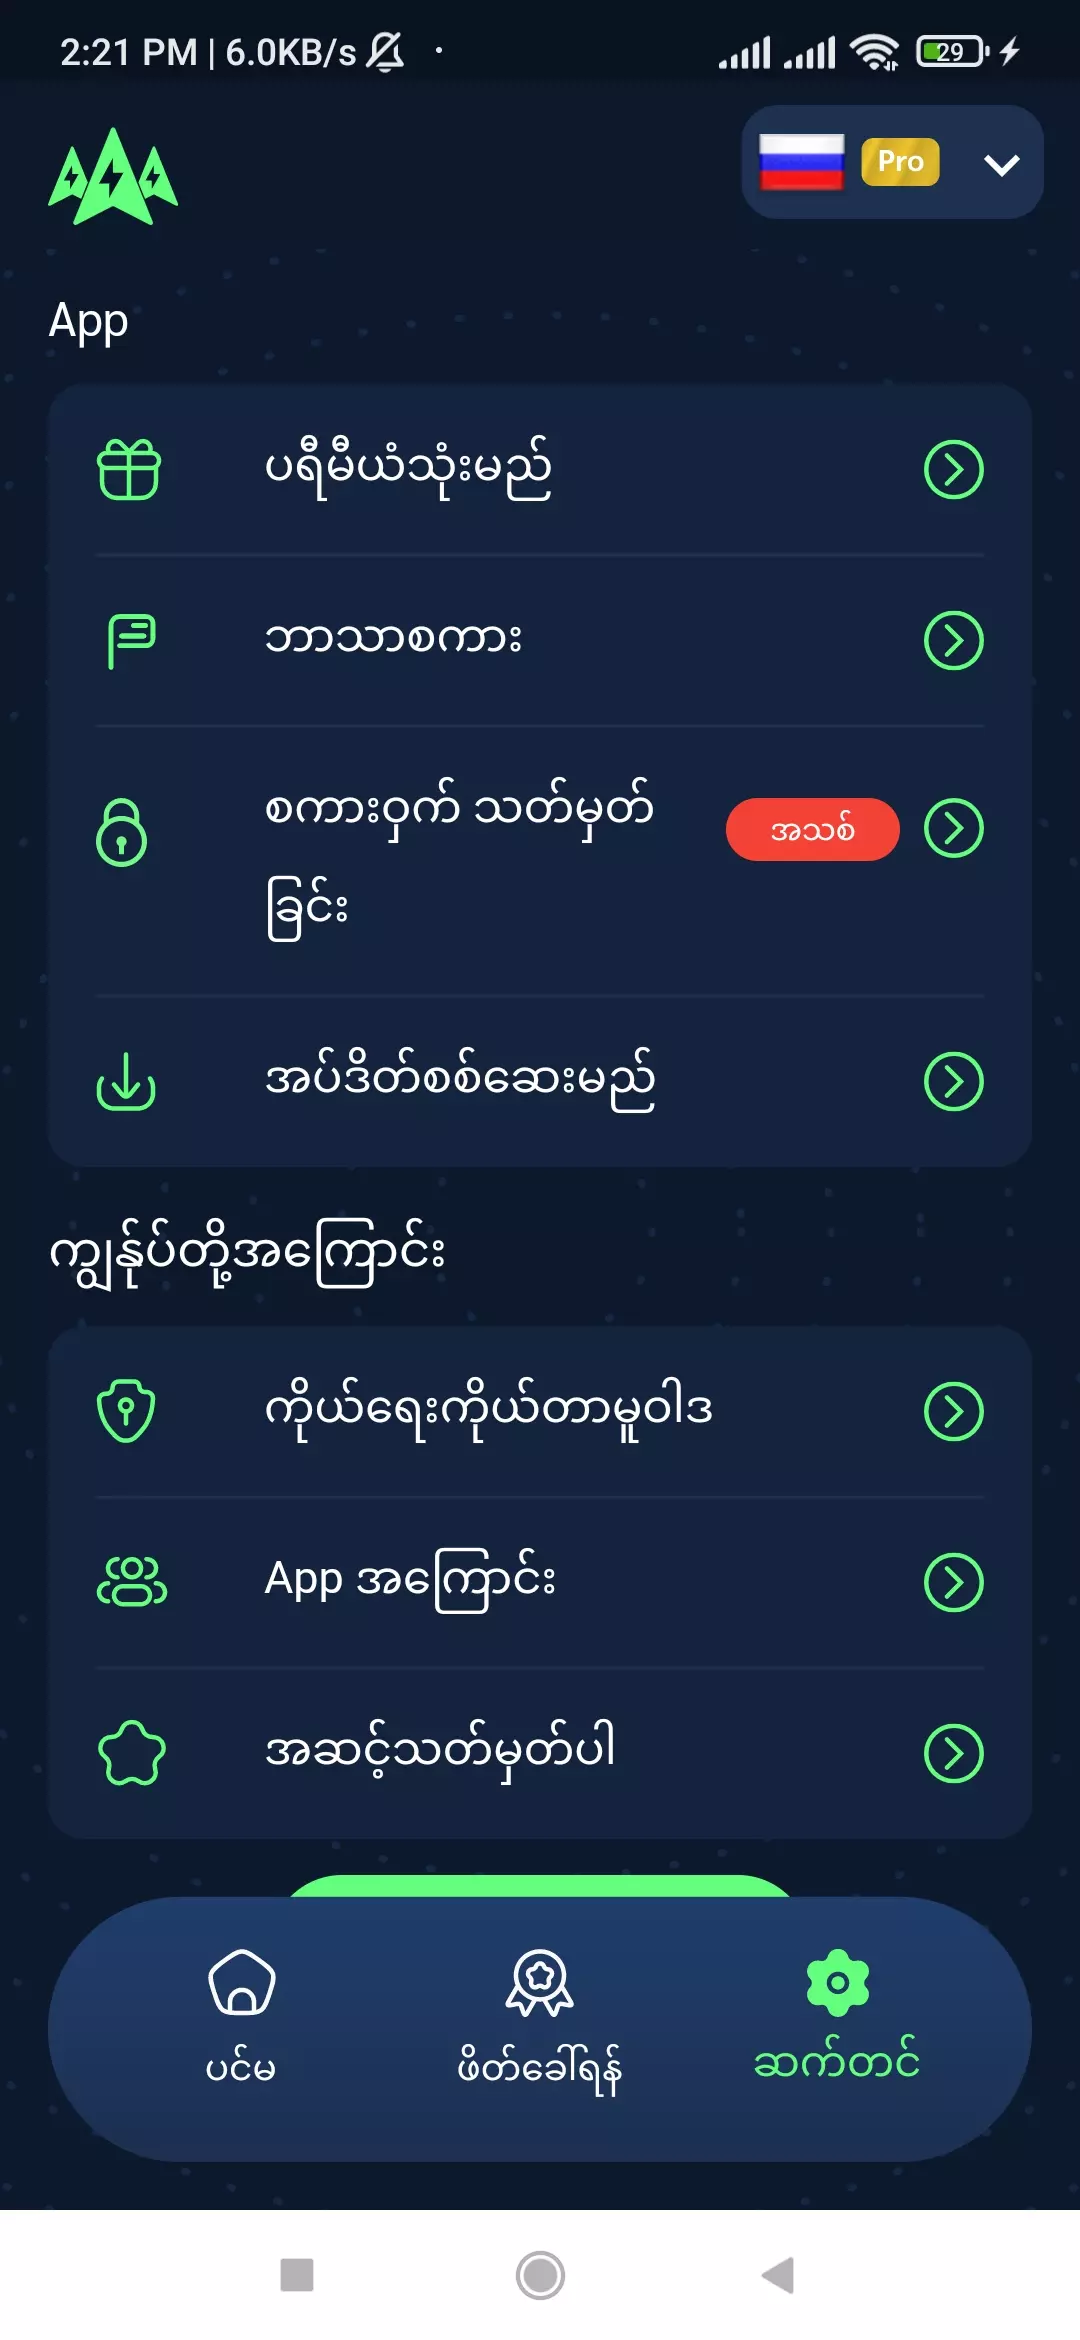 2:21 PM | 6.0KB/s
29
Pro
App
ပရီမီယံသုံးမည်
ဘာသာစကား
စကားဝှက် သတ်မှတ်
ခြင်း
အသစ်
အပ်ဒိတ်စစ်ဆေးမည်
ကျွန်ုပ်တို့အကြောင်း
ကိုယ်ရေးကိုယ်တာမူဝါဒ
App အကြောင်း
အဆင့်သတ်မှတ်ပါ
ပင်မ
ဖိတ်ခေါ်ရန်
ဆက်တင်